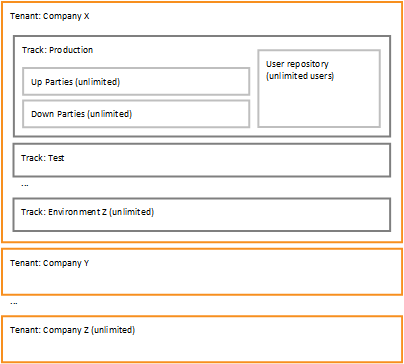 Tenant: Company X
Track: Production
Up Parties (unlimited)
Down Parties (unlimited)
User repository
(unlimited users)
Track: Test
...
Track: Environment Z (unlimited)
Tenant: Company Y
...
Tenant: Company Z (unlimited)